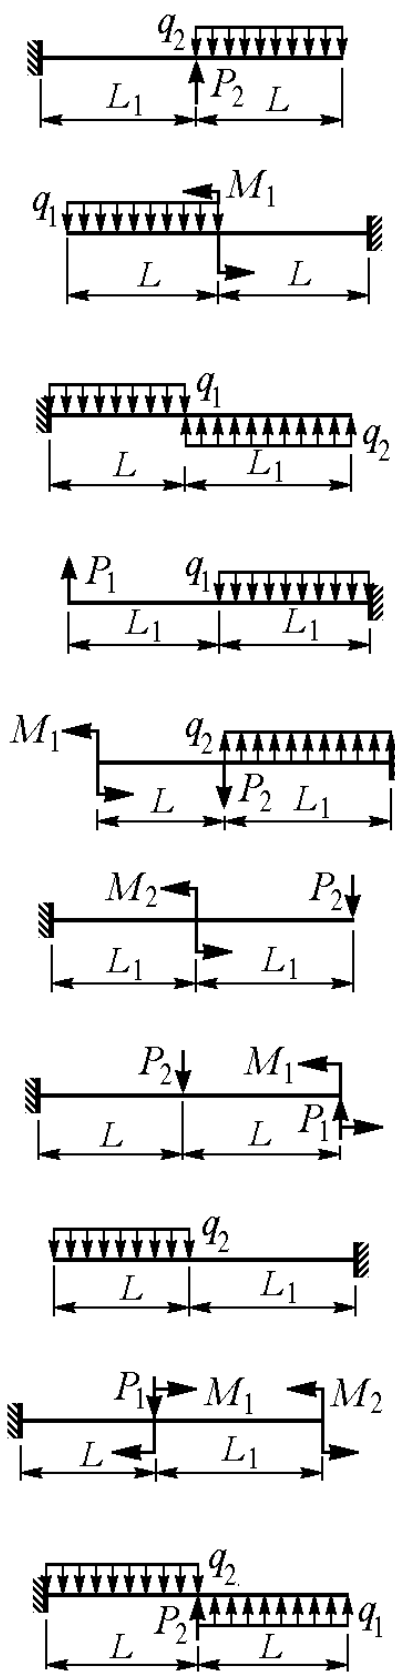 q₂
P₂
L₁ L
q₁ M₁
L L
q₁
L L₁ q₂
P₁ q₁
L₁ L₁
M₁ q₂
L P₂ L₁
M₂ P₂
L₁ L₁
P₂ M₁
L L P₁
q₂
L L₁
P₁ M₁ M₂
L L₁
q₂
P₂ q₁
L L